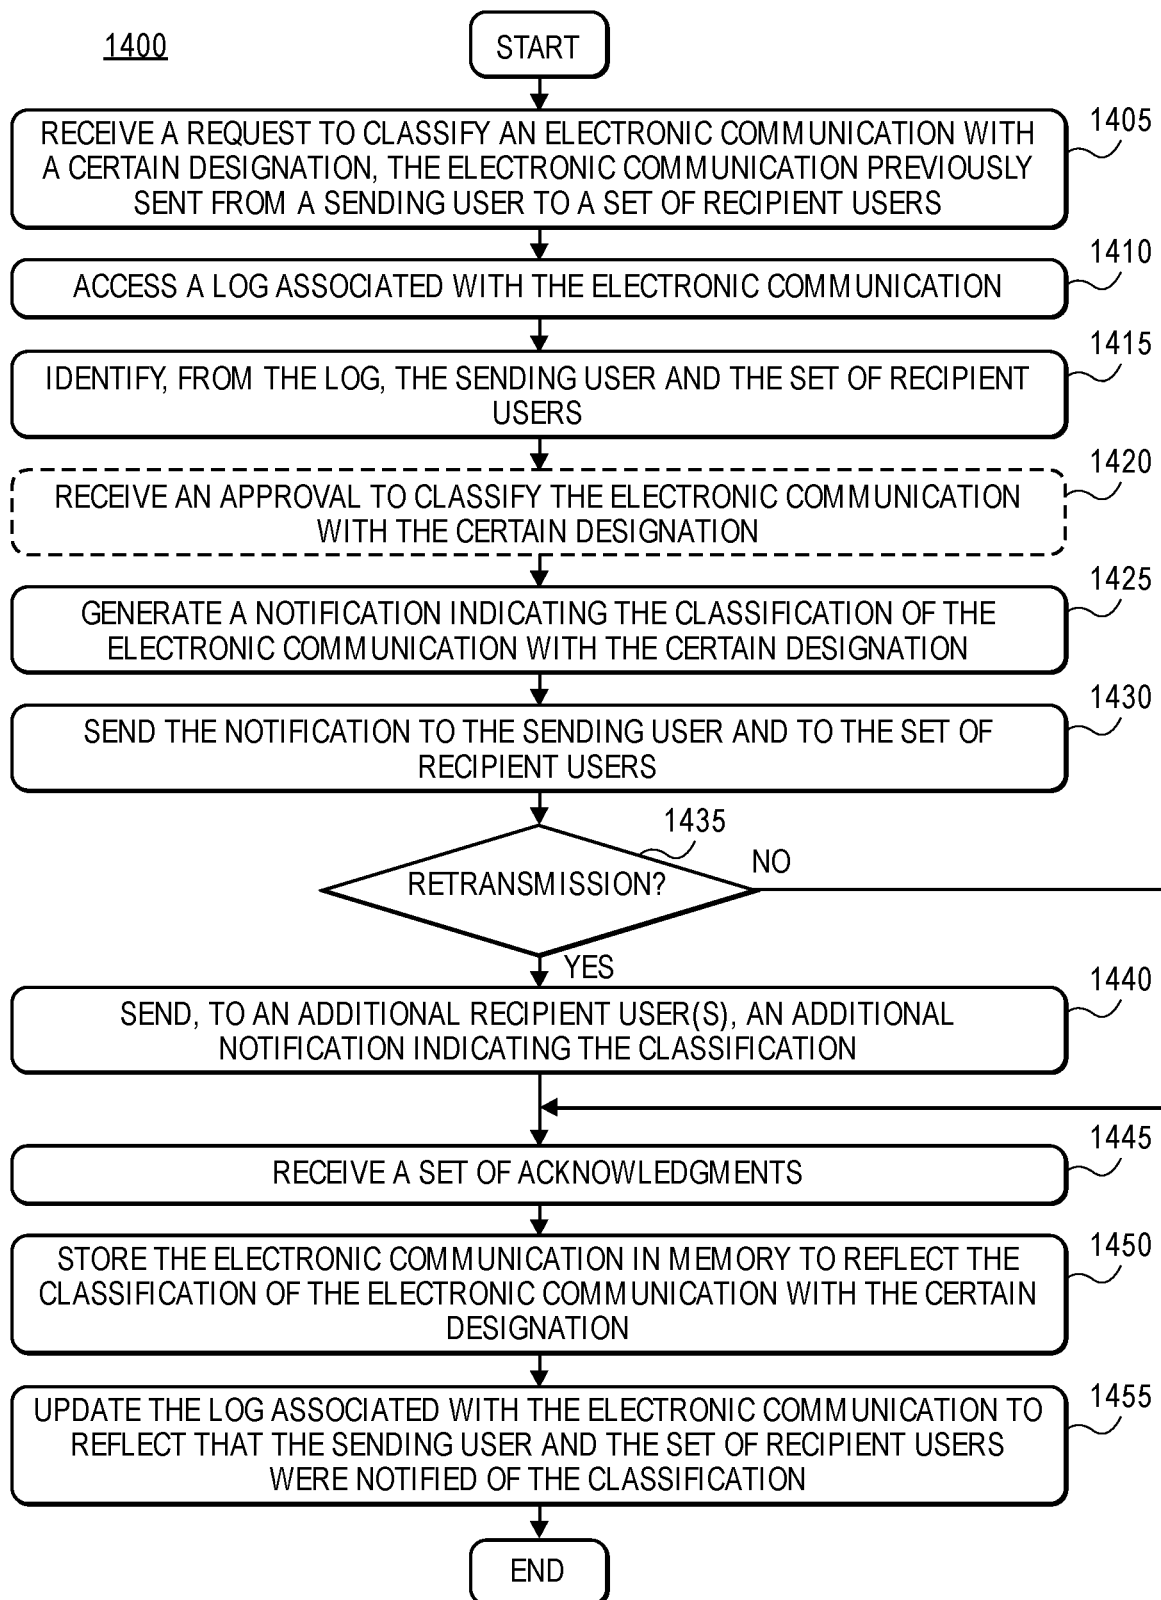 1400
START
RECEIVE A REQUEST TO CLASSIFY AN ELECTRONIC COMMUNICATION WITH
A CERTAIN DESIGNATION, THE ELECTRONIC COMMUNICATION PREVIOUSLY
SENT FROM A SENDING USER TO A SET OF RECIPIENT USERS
1405
ACCESS A LOG ASSOCIATED WITH THE ELECTRONIC COMMUNICATION
1410
IDENTIFY, FROM THE LOG, THE SENDING USER AND THE SET OF RECIPIENT
USERS
1415
RECEIVE AN APPROVAL TO CLASSIFY THE ELECTRONIC COMMUNICATION
WITH THE CERTAIN DESIGNATION
1420
GENERATE A NOTIFICATION INDICATING THE CLASSIFICATION OF THE
ELECTRONIC COMMUNICATION WITH THE CERTAIN DESIGNATION
1425
SEND THE NOTIFICATION TO THE SENDING USER AND TO THE SET OF
RECIPIENT USERS
1430
RETRANSMISSION?
1435
NO
YES
SEND, TO AN ADDITIONAL RECIPIENT USER(S), AN ADDITIONAL
NOTIFICATION INDICATING THE CLASSIFICATION
1440
RECEIVE A SET OF ACKNOWLEDGMENTS
1445
STORE THE ELECTRONIC COMMUNICATION IN MEMORY TO REFLECT THE
CLASSIFICATION OF THE ELECTRONIC COMMUNICATION WITH THE CERTAIN
DESIGNATION
1450
UPDATE THE LOG ASSOCIATED WITH THE ELECTRONIC COMMUNICATION TO
REFLECT THAT THE SENDING USER AND THE SET OF RECIPIENT USERS
WERE NOTIFIED OF THE CLASSIFICATION
1455
END